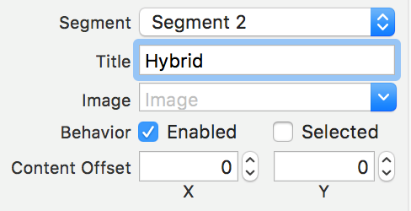 Segment Segment 2
Title Hybrid
Image Image
Behavior Enabled Selected
Content Offset 0 0
X Y